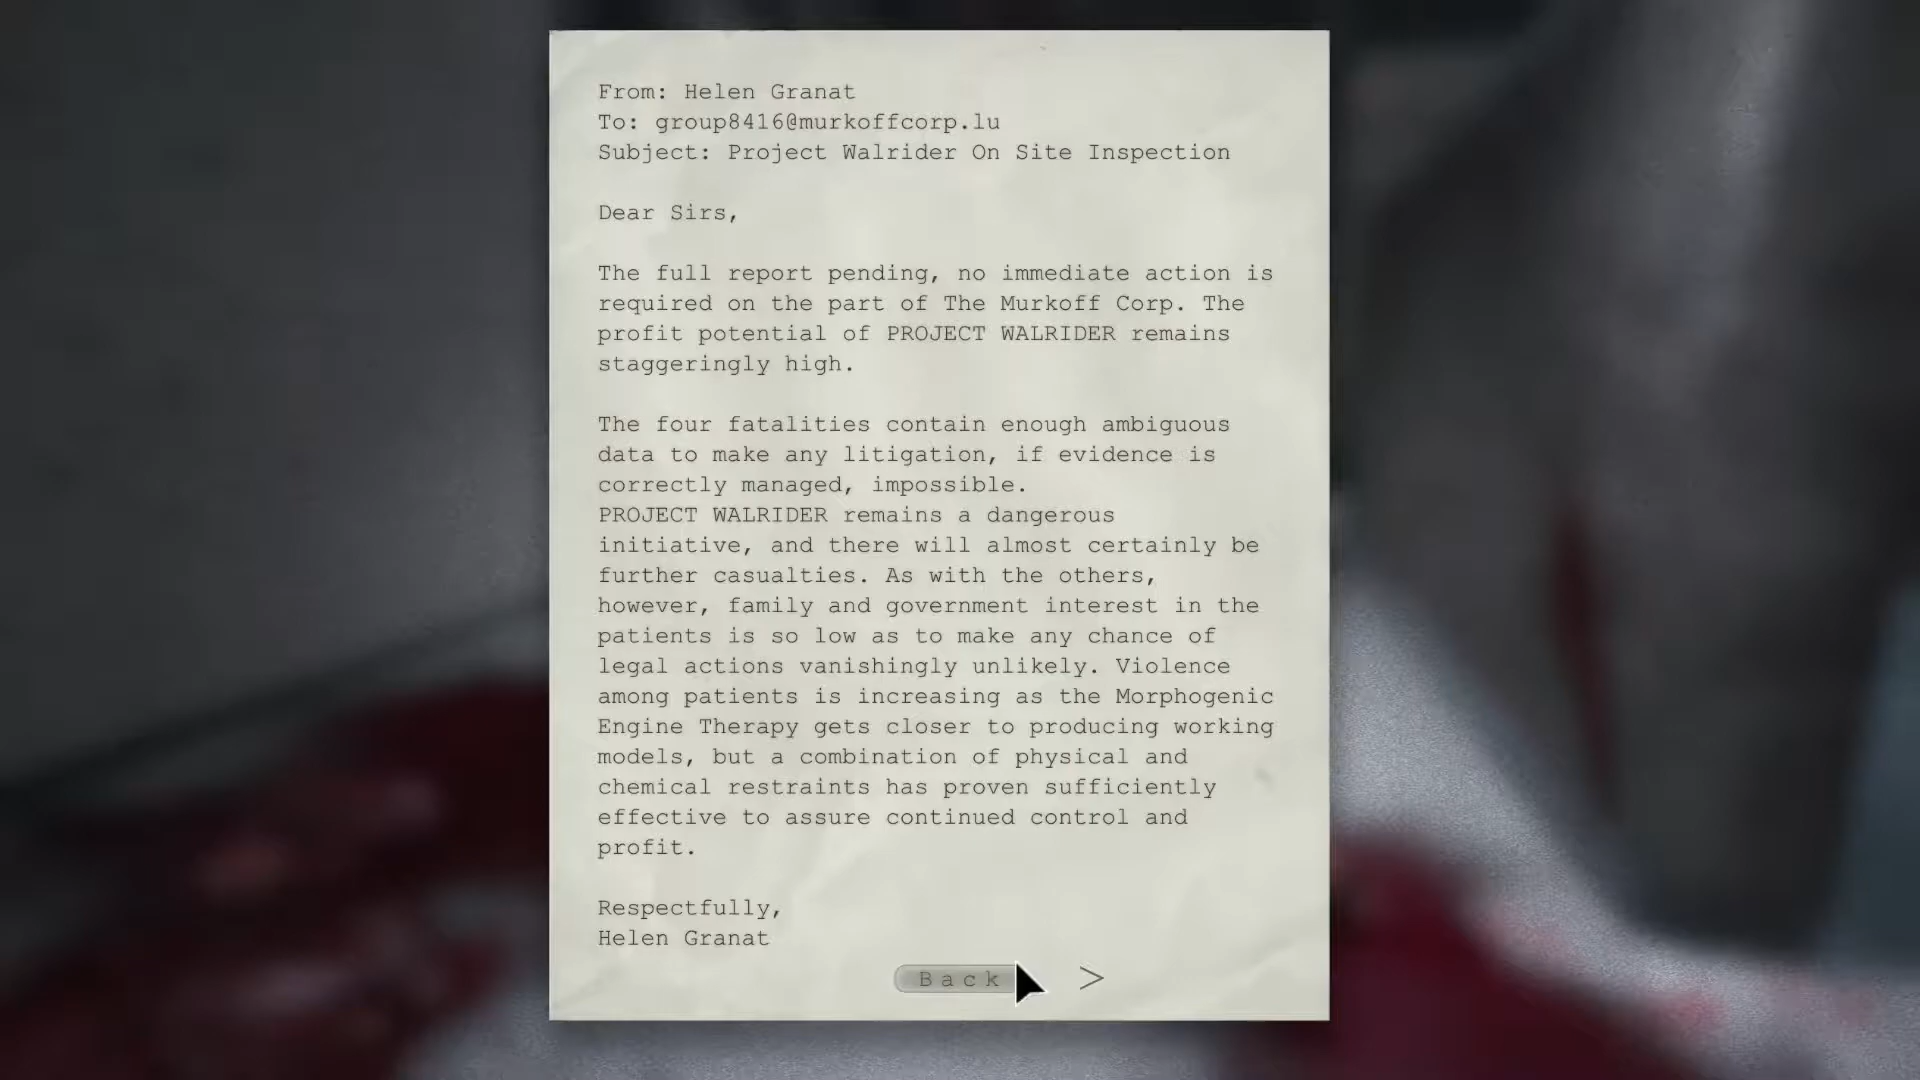 From: Helen Granat
To: group8416@murkoffcorp.lu
Subject: Project Walrider On Site Inspection
Dear Sirs,
The full report pending, no immediate action is
required on the part of The Murkoff Corp. The
profit potential of PROJECT WALRIDER remains
staggeringly high.
The four fatalities contain enough ambiguous
data to make any litigation, if evidence is
correctly managed, impossible.
PROJECT WALRIDER remains a dangerous
initiative, and there will almost certainly be
further casualties. As with the others,
however, family and government interest in the
patients is so low as to make any chance of
legal actions vanishingly unlikely. Violence
among patients is increasing as the Morphogenic
Engine Therapy gets closer to producing working
models, but a combination of physical and
chemical restraints has proven sufficiently
effective to assure continued control and
profit.
Respectfully,
Helen Granat
Back >